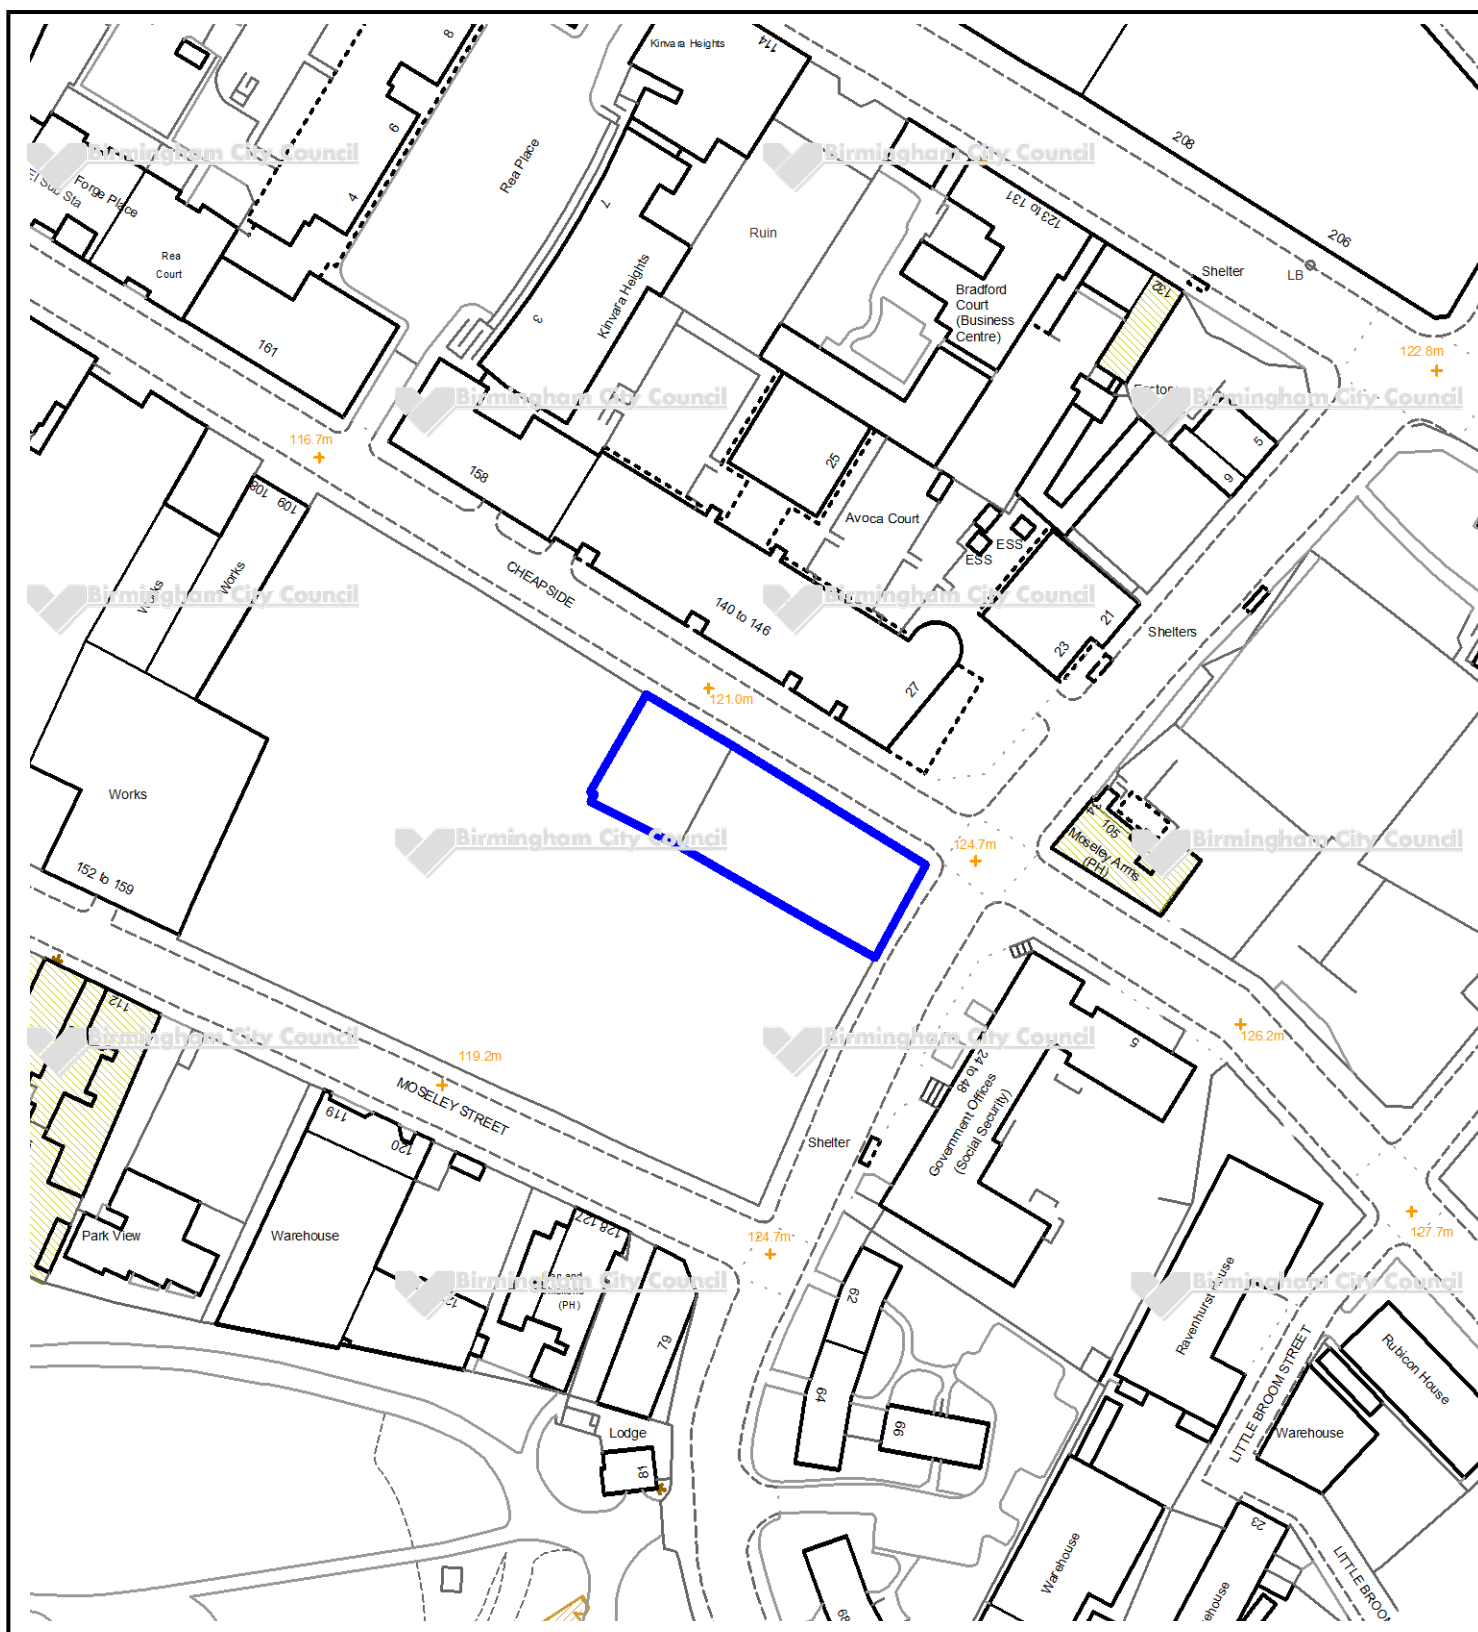 8
Kinvara Heights
114
208
6
Rea Place
Birmingham City Council
Birmingham City Council
El Sub Sta
Forge Place
4
7
123 to 131
206
Ruin
Rea
Court
Shelter
LB
Kinvara Heights
Bradford
Court
(Business
Centre)
132
3
161
122.8m
Birmingham City Council
Birmingham City Council
116.7m
5
25
158
9
108
109
Avoca Court
ESS
ESS
CHEAPSIDE
Works
Works
Birmingham City Council
Birmingham City Council
140 to 146
21
Shelters
23
27
121.0m
Works
105
Birmingham City Council
Birmingham City Council
124.7m
Moseley Arms
(PH)
152 to 159
112
Birmingham City Council
Birmingham City Council
126.2m
5
119.2m
24 to 48
Government Offices
(Social Security)
MOSELEY STREET
119
120
Shelter
128
127
Park View
Warehouse
124.7m
127.7m
Birmingham City Council
Birmingham City Council
(PH)
62
Ravenhurst House
79
Rubicon House
64
LITTLE BROOM STREET
66
Lodge
Warehouse
81
23
Warehouse
68